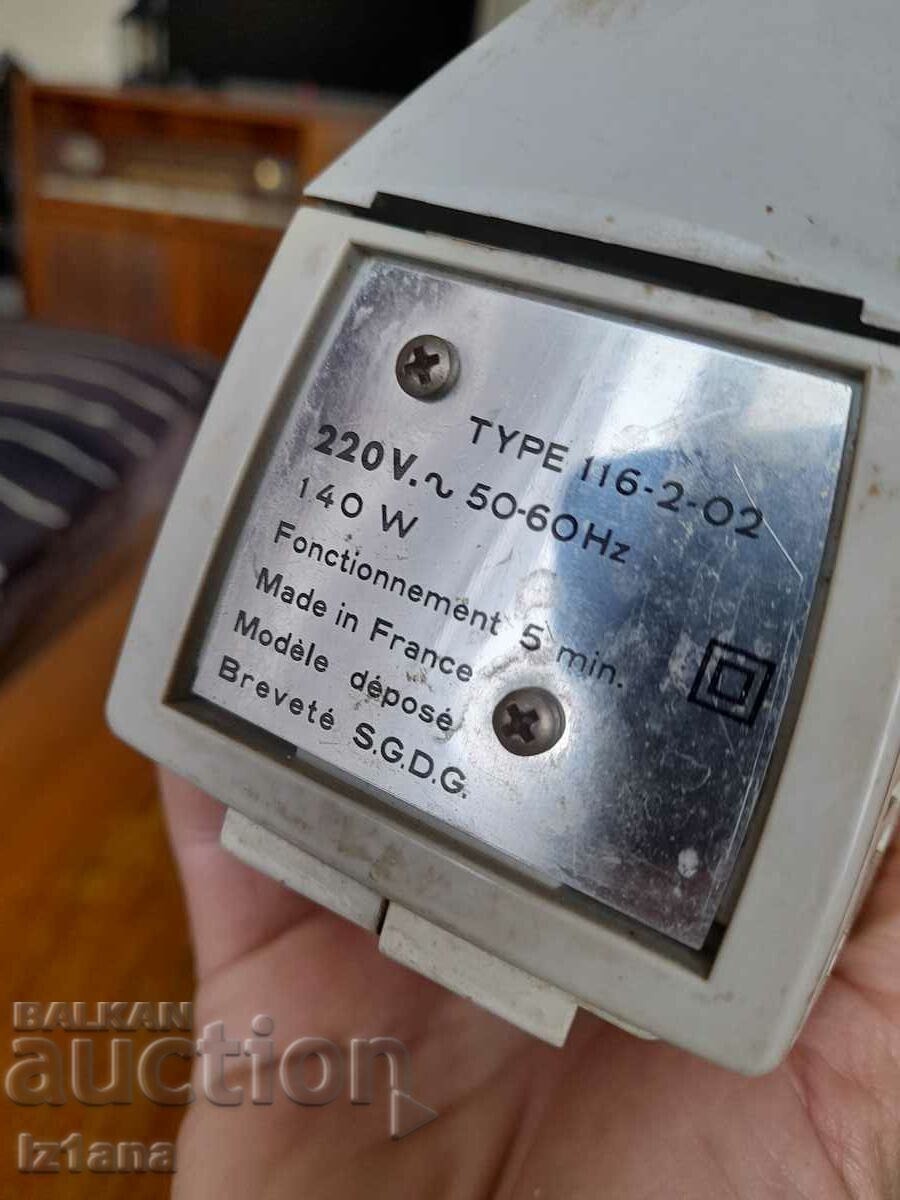 TYPE 116-2-02
220V.~ 50-60Hz
140 W
Fonctionnement 5 min.
Made in France
Modèle déposé
Breveté S.G.D.G.
BALKAN
auction
Iz1ana